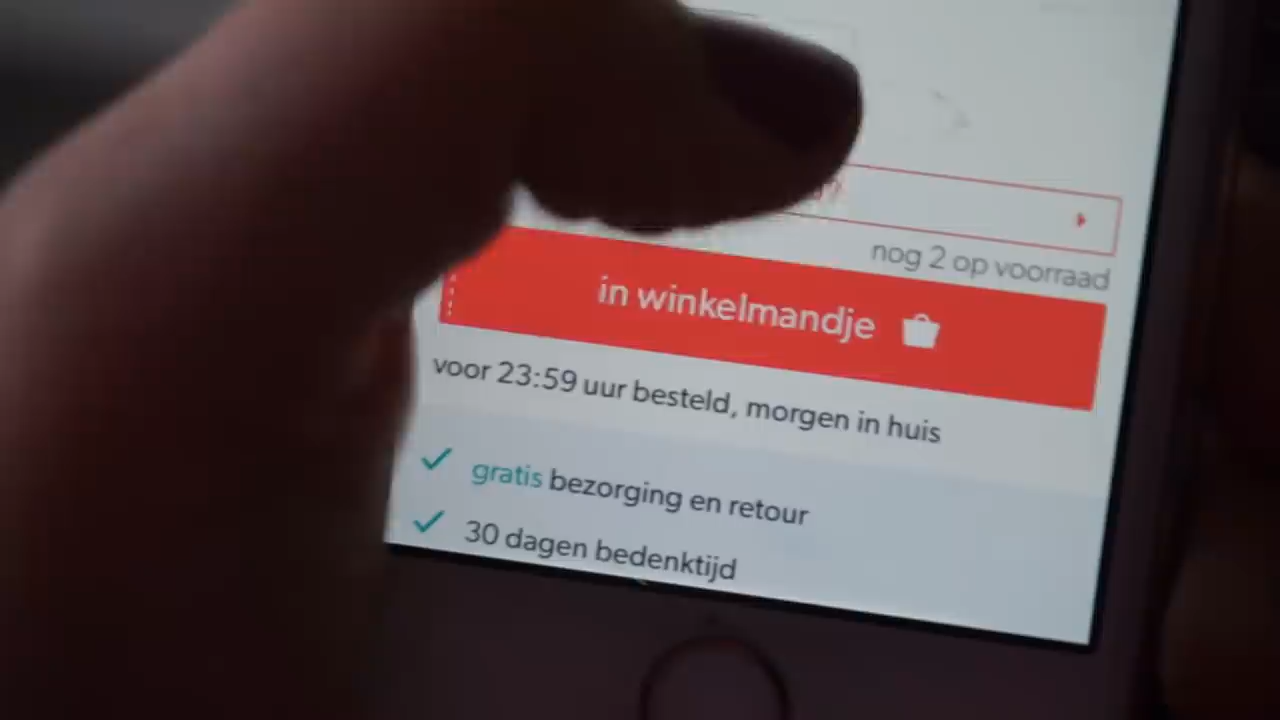 nog 2 op voorraad
in winkelmandje
voor 23:59 uur besteld, morgen in huis
gratis bezorging en retour
30 dagen bedenktijd